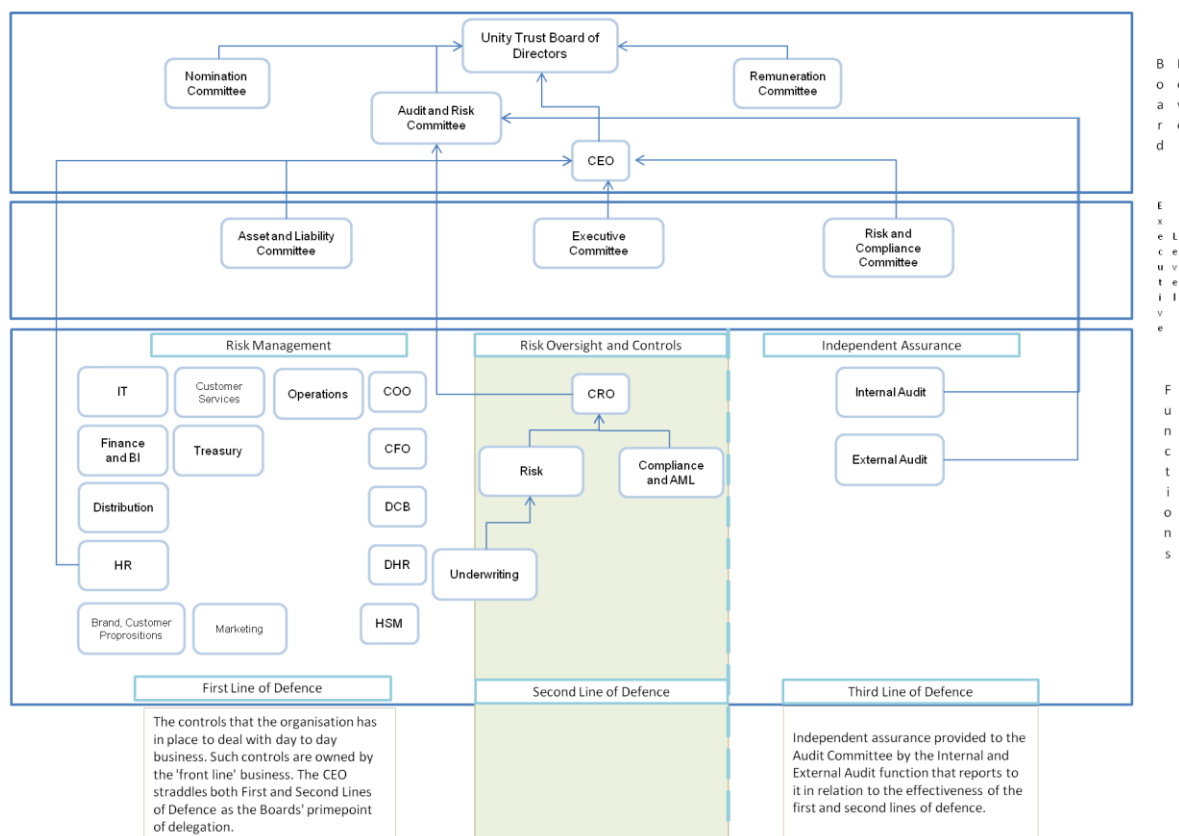 Unity Trust Board of
Directors
Nomination
Committee
Remuneration
Committee
Audit and Risk
Committee
CEO
Board
Asset and Liability
Committee
Executive
Committee
Risk and
Compliance
Committee
Executive
Level
Risk Management
Risk Oversight and Controls
Independent Assurance
IT
Customer
Services
Operations
COO
CRO
Internal Audit
Finance
and BI
Treasury
CFO
Risk
Compliance
and AML
External Audit
Distribution
DCB
HR
DHR
Underwriting
Brand, Customer
Proprositions
Marketing
HSM
Functions
First Line of Defence
Second Line of Defence
Third Line of Defence
The controls that the organisation has
in place to deal with day to day
business. Such controls are owned by
the 'front line' business. The CEO
straddles both First and Second Lines
of Defence as the Boards' primepoint
of delegation.
Independent assurance provided to the
Audit Committee by the Internal and
External Audit function that reports to
it in relation to the effectiveness of the
first and second lines of defence.